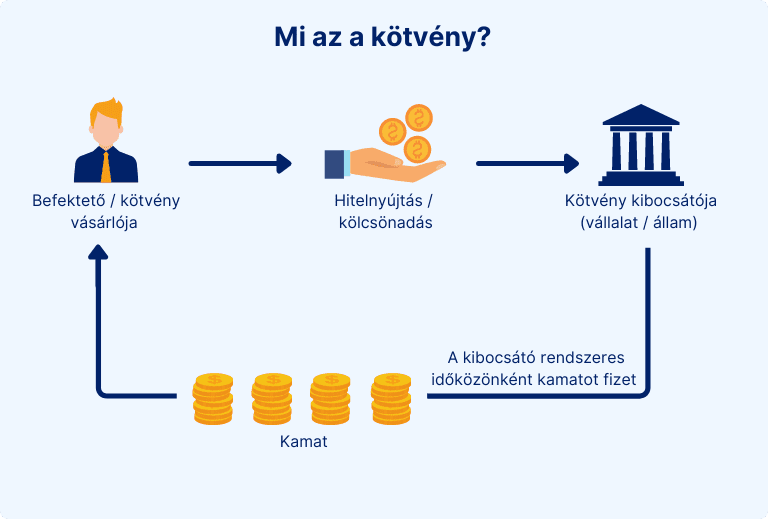 Mi az a kötvény?
Befektető / kötvény
vásárlója
Hitelnyújtás /
kölcsönadás
Kötvény kibocsátója
(vállalat / állam)
A kibocsátó rendszeres
időközönként kamatot fizet
Kamat